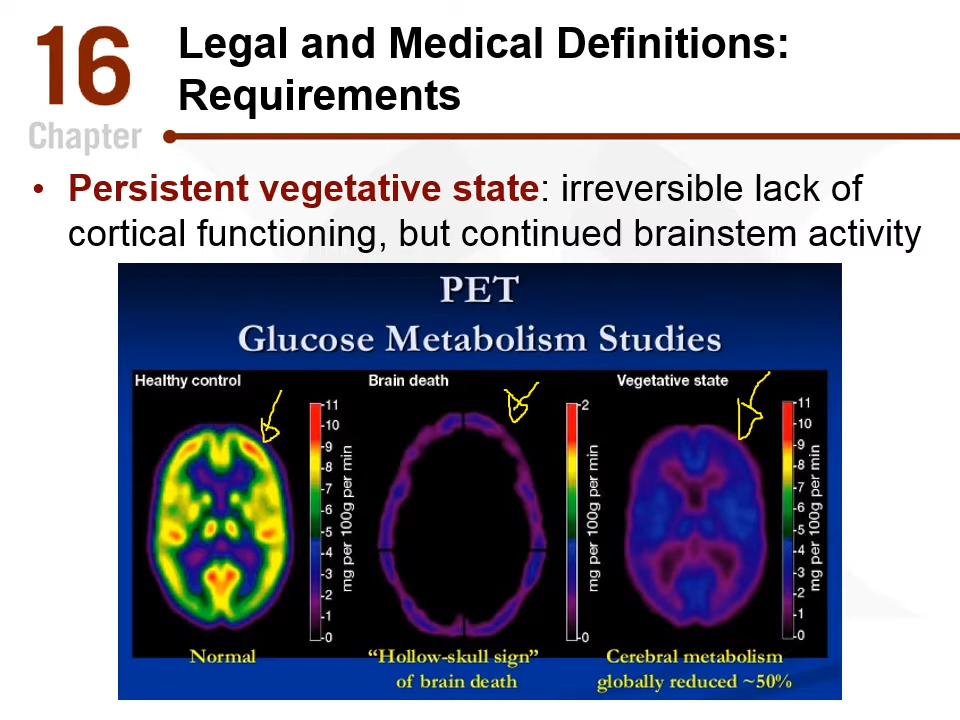 16
Chapter
Legal and Medical Definitions:
Requirements
• Persistent vegetative state: irreversible lack of
cortical functioning, but continued brainstem activity
PET
Glucose Metabolism Studies
Healthy control
11
10
9
8
7
6
5
4
3
2
1
0
mg per 100g per min
Normal
Brain death
2
0
mg per 100g per min
“Hollow-skull sign”
of brain death
Vegetative state
11
10
9
8
7
6
5
4
3
2
1
0
mg per 100g per min
Cerebral metabolism
globally reduced ~50%